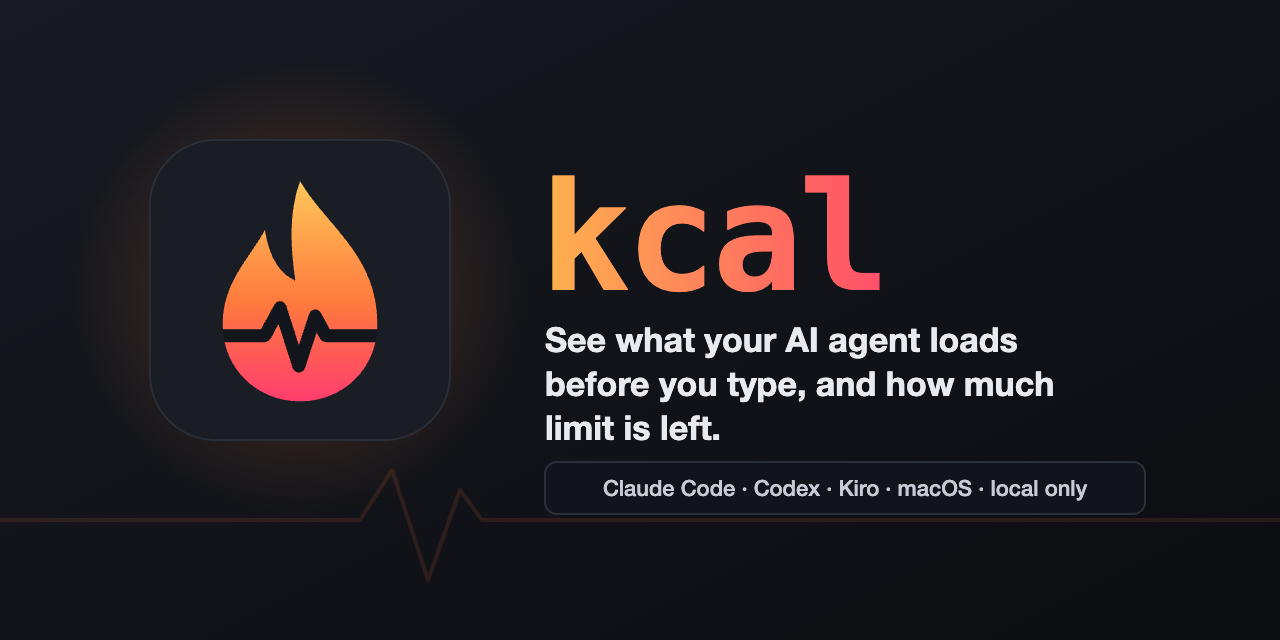 kcal
See what your AI agent loads
before you type, and how much
limit is left.
Claude Code · Codex · Kiro · macOS · local only